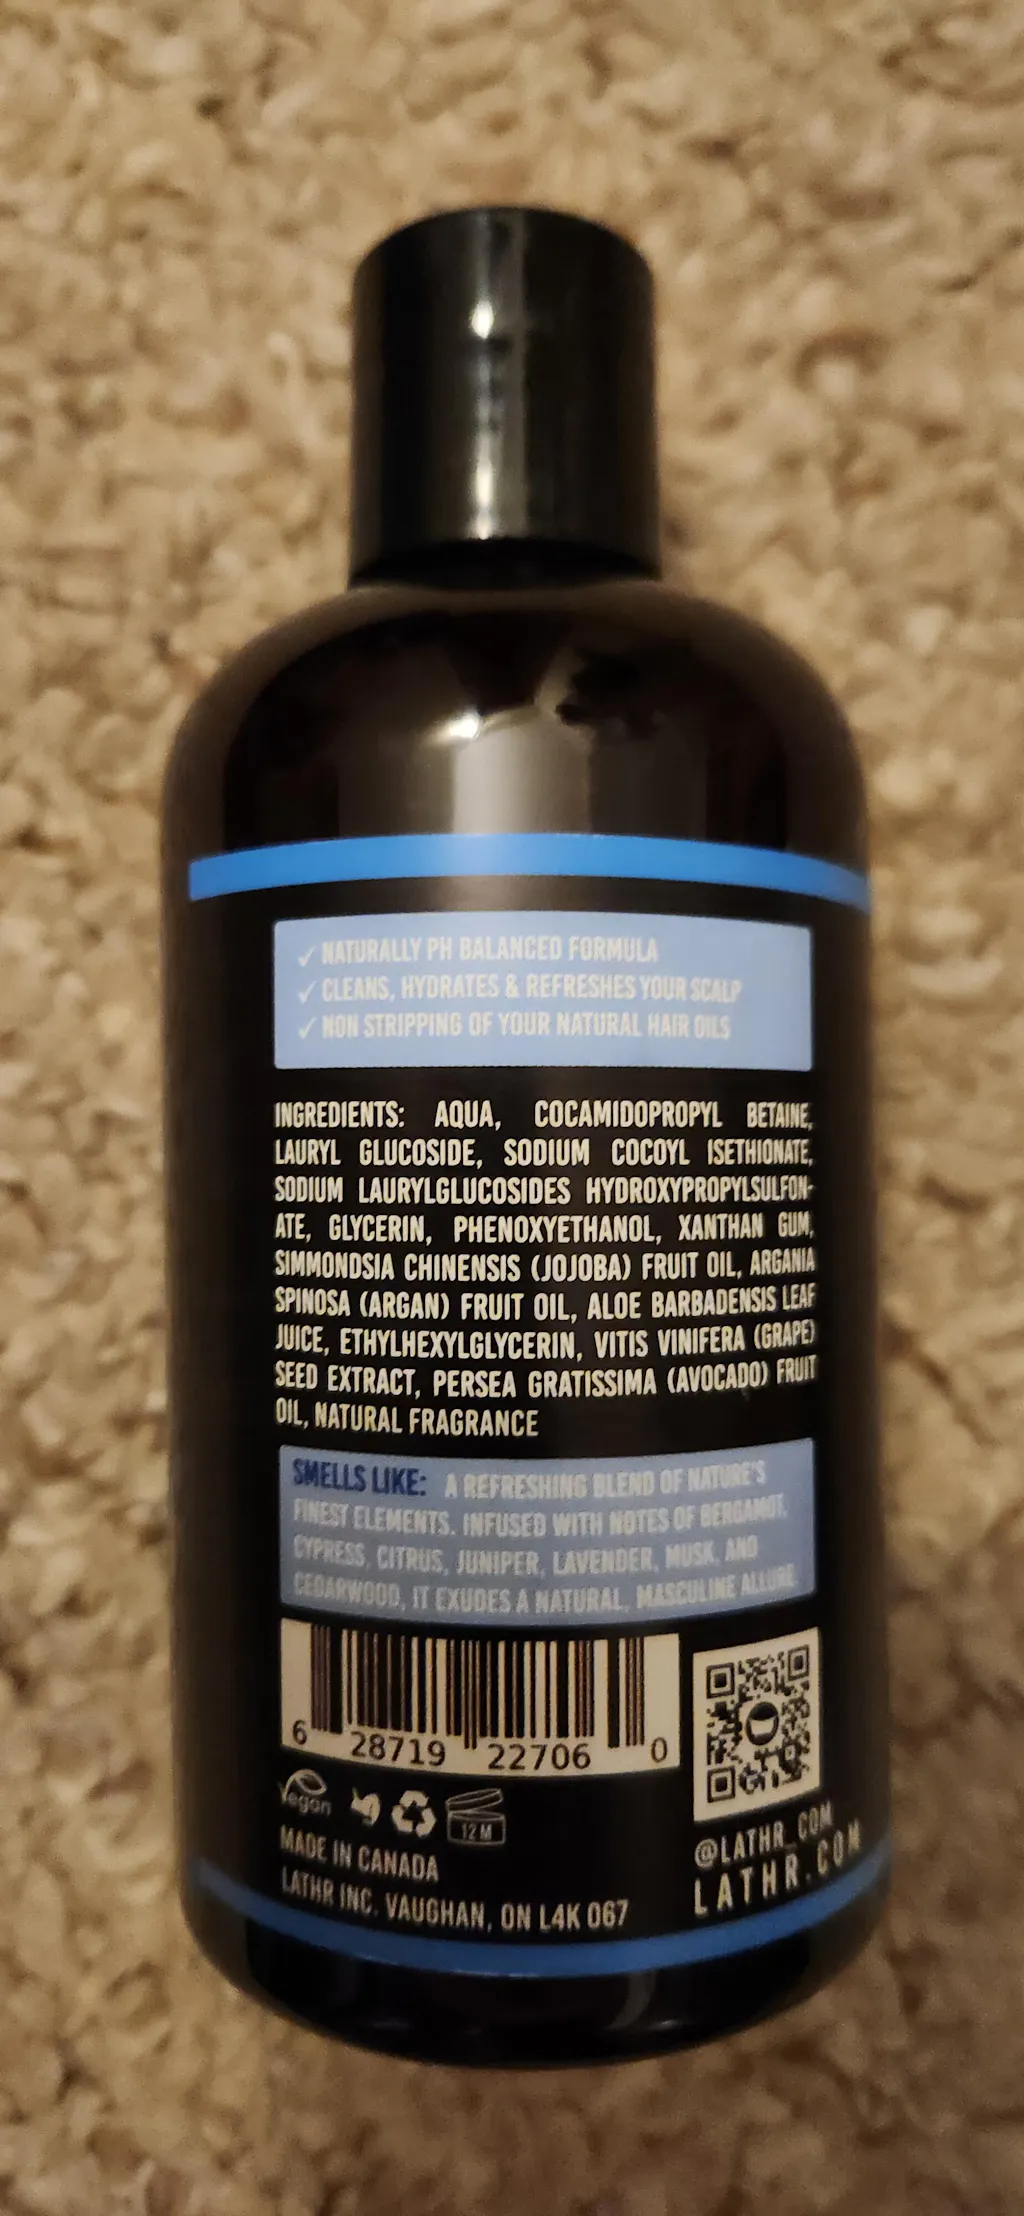 ✓ NATURALLY PH BALANCED FORMULA
✓ CLEANS, HYDRATES & REFRESHES YOUR SCALP
✓ NON STRIPPING OF YOUR NATURAL HAIR OILS
INGREDIENTS: AQUA, COCAMIDOPROPYL BETAINE,
LAURYL GLUCOSIDE, SODIUM COCOYL ISETHIONATE,
SODIUM LAURYLGLUCOSIDES HYDROXYPROPYLSULFON-
ATE, GLYCERIN, PHENOXYETHANOL, XANTHAN GUM,
SIMMONDSIA CHINENSIS (JOJOBA) FRUIT OIL, ARGANIA
SPINOSA (ARGAN) FRUIT OIL, ALOE BARBADENSIS LEAF
JUICE, ETHYLHEXYLGLYCERIN, VITIS VINIFERA (GRAPE)
SEED EXTRACT, PERSEA GRATISSIMA (AVOCADO) FRUIT
OIL, NATURAL FRAGRANCE
SMELLS LIKE: A REFRESHING BLEND OF NATURE'S
FINEST ELEMENTS. INFUSED WITH NOTES OF BERGAMOT,
CYPRESS, CITRUS, JUNIPER, LAVENDER, MUSK, AND
CEDARWOOD, IT EXUDES A NATURAL, MASCULINE ALLURE.
6 28719 22706 0
Vegan
12 M
MADE IN CANADA
LATHR INC. VAUGHAN, ON L4K 0G7
@LATHR_COM
LATHR.COM